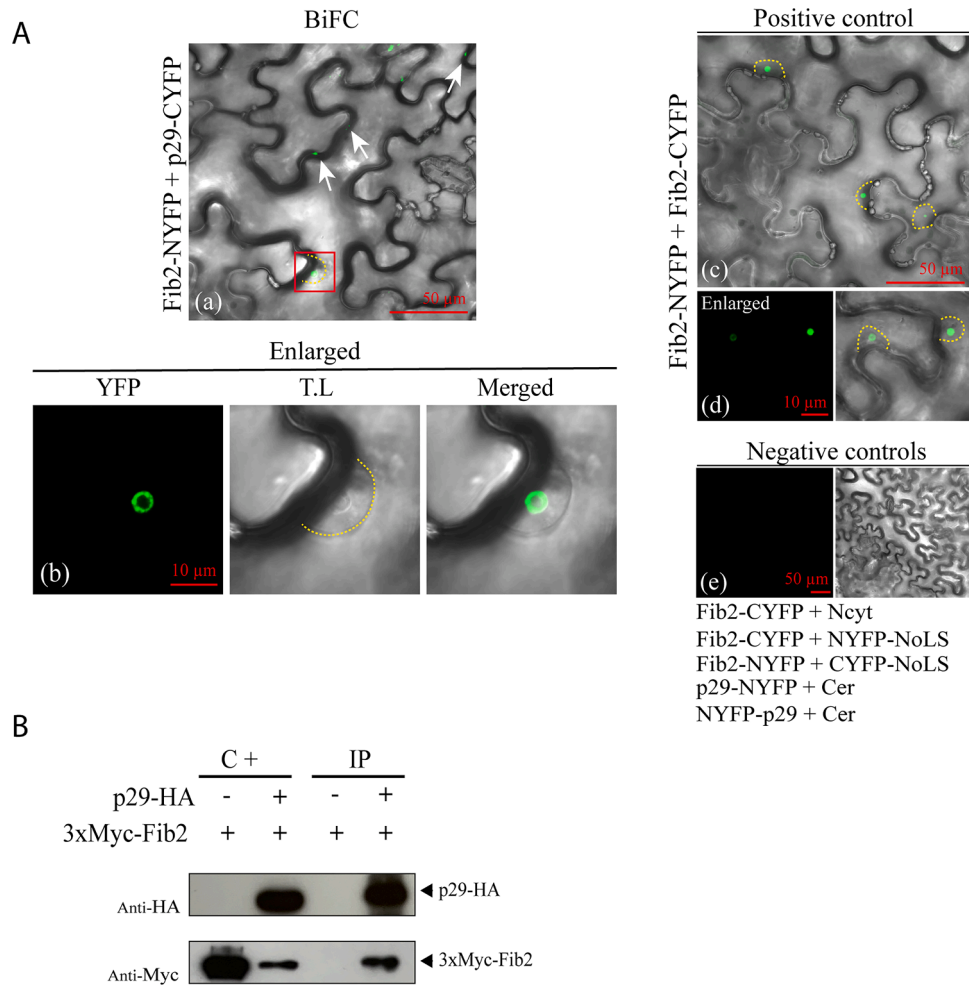 A
BiFC
Fib2-NYFP + p29-CYFP
(a)
50 µm
Enlarged
YFP
T.L
Merged
(b)
10 µm
Positive control
Fib2-NYFP + Fib2-CYFP
(c)
50 µm
Enlarged
(d)
10 µm
Negative controls
(e)
50 µm
Fib2-CYFP + Ncyt
Fib2-CYFP + NYFP-NoLS
Fib2-NYFP + CYFP-NoLS
p29-NYFP + Cer
NYFP-p29 + Cer
B
C + IP
p29-HA - + - +
3xMyc-Fib2 + + + +
Anti-HA p29-HA
Anti-Myc 3xMyc-Fib2